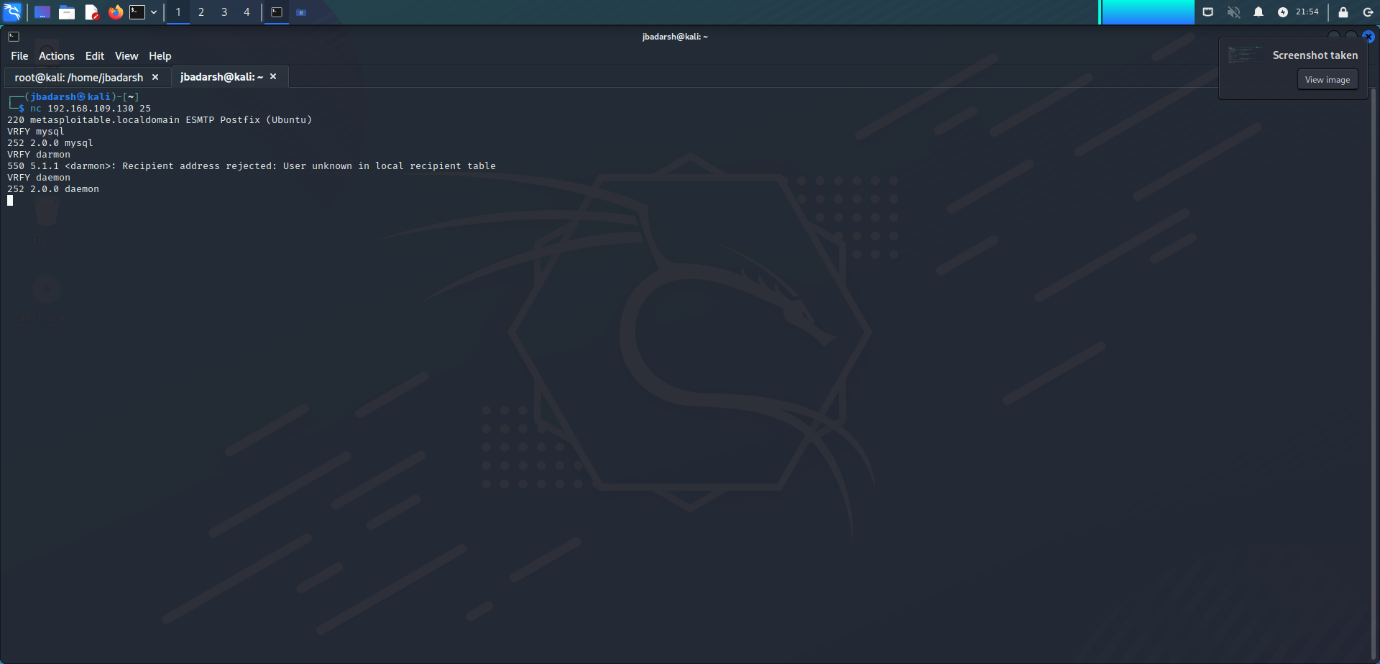 1 2 3 4 21:54
jbadarsh@kali: ~
File Actions Edit View Help
Screenshot taken
View image
root@kali: /home/jbadarsh × jbadarsh@kali: ~ ×
┌──(jbadarsh㉿kali)-[~]
└─$ nc 192.168.109.130 25
220 metasploitable.localdomain ESMTP Postfix (Ubuntu)
VRFY mysql
252 2.0.0 mysql
VRFY darmon
550 5.1.1 <darmon>: Recipient address rejected: User unknown in local recipient table
VRFY daemon
252 2.0.0 daemon